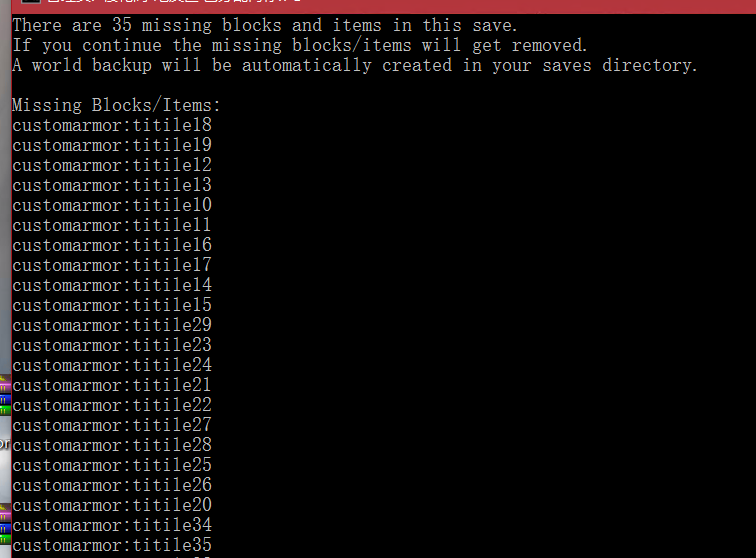 There are 35 missing blocks and items in this save.
If you continue the missing blocks/items will get removed.
A world backup will be automatically created in your saves directory.
Missing Blocks/Items:
customarmor:titile18
customarmor:titile19
customarmor:titile12
customarmor:titile13
customarmor:titile10
customarmor:titile11
customarmor:titile16
customarmor:titile17
customarmor:titile14
customarmor:titile15
customarmor:titile29
customarmor:titile23
customarmor:titile24
customarmor:titile21
customarmor:titile22
customarmor:titile27
customarmor:titile28
customarmor:titile25
customarmor:titile26
customarmor:titile20
customarmor:titile34
customarmor:titile35